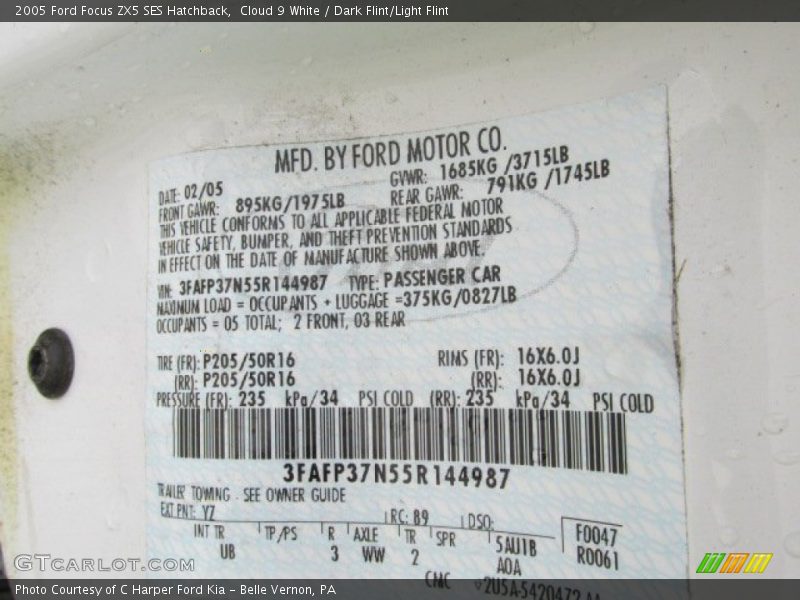 2005 Ford Focus ZX5 SES Hatchback, Cloud 9 White / Dark Flint/Light Flint
MFD. BY FORD MOTOR CO.
DATE: 02/05 GVWR: 1685KG /3715LB
FRONT GAWR: 895KG/1975LB REAR GAWR: 791KG /1745LB
THIS VEHICLE CONFORMS TO ALL APPLICABLE FEDERAL MOTOR
VEHICLE SAFETY, BUMPER, AND THEFT PREVENTION STANDARDS
IN EFFECT ON THE DATE OF MANUFACTURE SHOWN ABOVE.
VIN: 3FAFP37N55R144987 TYPE: PASSENGER CAR
MAXIMUM LOAD = OCCUPANTS + LUGGAGE =375KG/0827LB
OCCUPANTS = 05 TOTAL; 2 FRONT, 03 REAR
TIRE (FR): P205/50R16 RIMS (FR): 16X6.0J
(RR): P205/50R16 (RR): 16X6.0J
PRESSURE (FR): 235 kPa/34 PSI COLD (RR): 235 kPa/34 PSI COLD
3FAFP37N55R144987
TRAILER TOWING - SEE OWNER GUIDE
EXT PNT: YZ RC: 89 DSO: F0047
INT TR TP/PS R AXLE TR SPR 5AU1B R0061
UB 3 WW 2 A0A
CMC
GTCarLot.com
Photo Courtesy of C Harper Ford Kia - Belle Vernon, PA